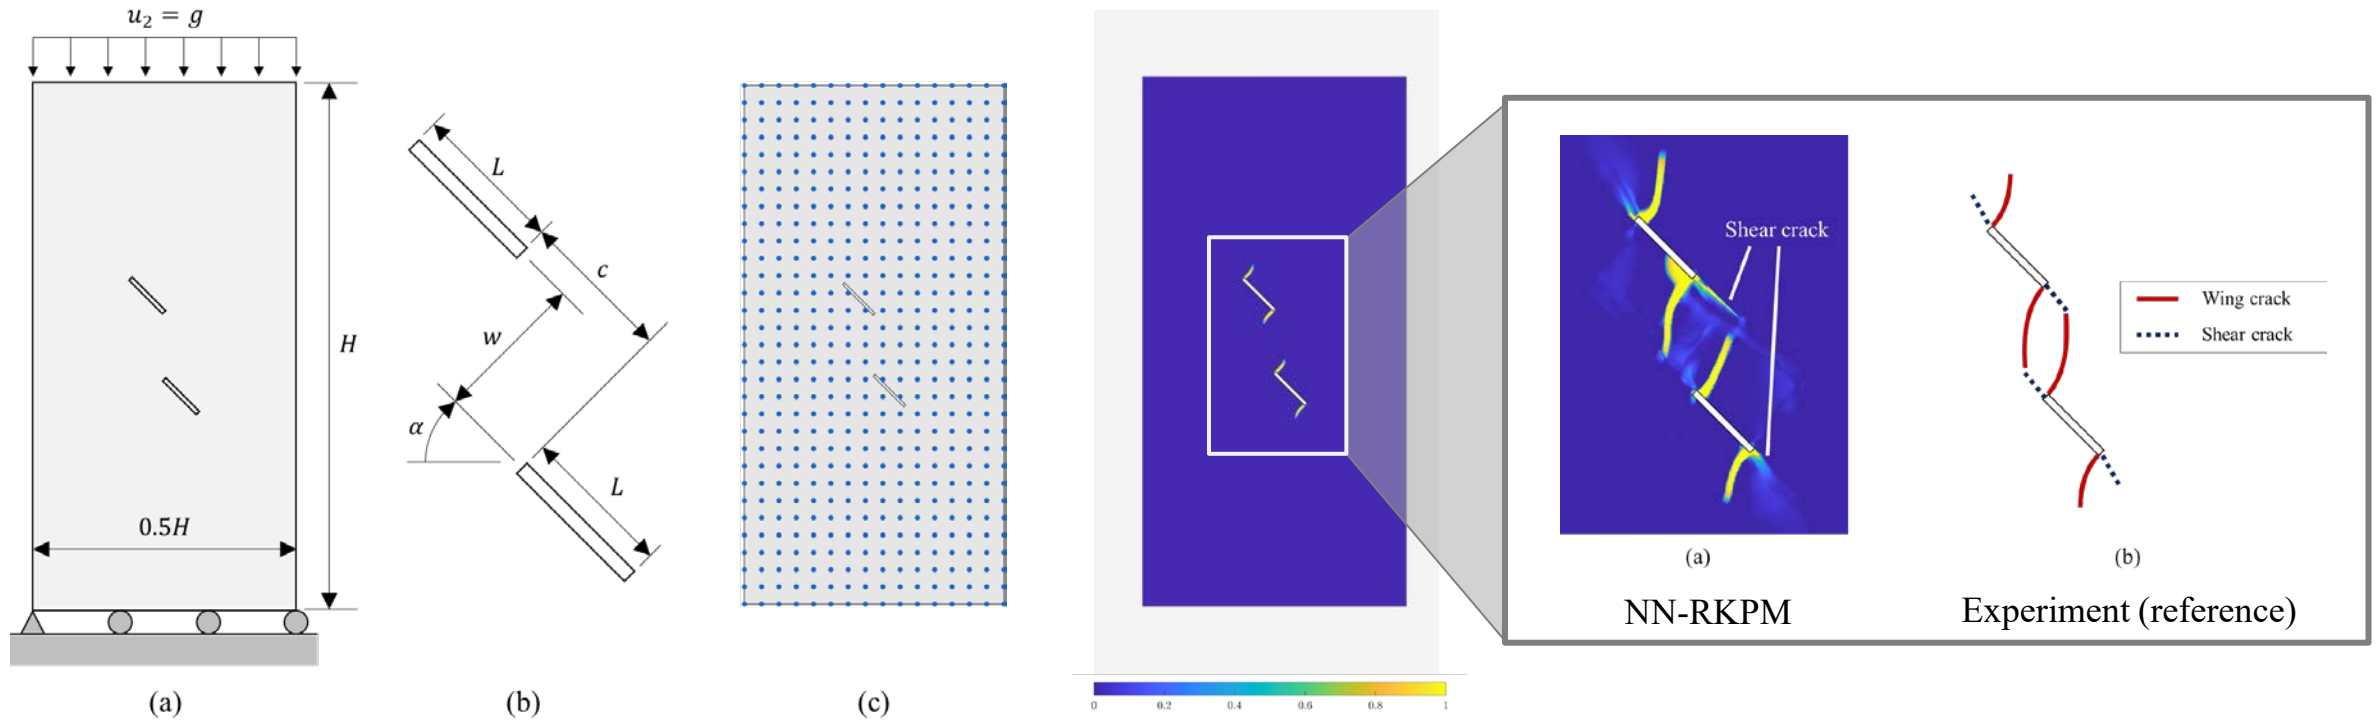 u₂ = g
H
0.5H
(a)
L
c
w
α
L
(b)
(c)
0
0.2
0.4
0.6
0.8
1
Shear crack
(a)
NN-RKPM
Wing crack
Shear crack
(b)
Experiment (reference)